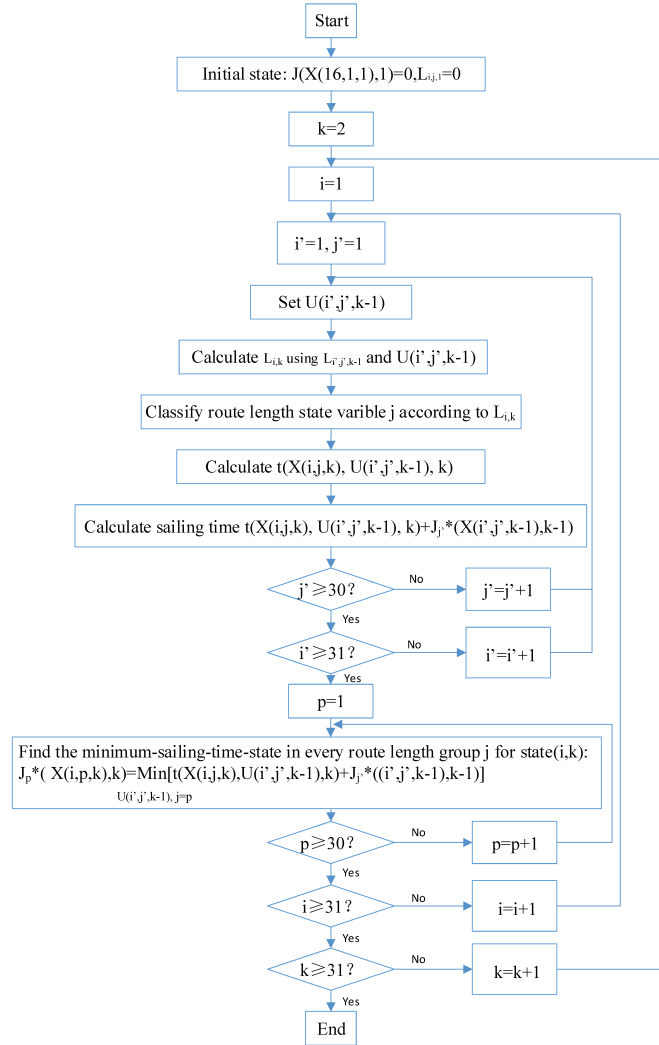 Start
Initial state: J(X(16,1,1),1)=0,Li,j,1=0
k=2
i=1
i’=1, j’=1
Set U(i’,j’,k-1)
Calculate Li,k using Li’,j’,k-1 and U(i’,j’,k-1)
Classify route length state varible j according to Li,k
Calculate t(X(i,j,k), U(i’,j’,k-1), k)
Calculate sailing time t(X(i,j,k), U(i’,j’,k-1), k)+Jj’*(X(i’,j’,k-1),k-1)
j’≥30?
No
j’=j’+1
Yes
i’≥31?
No
i’=i’+1
Yes
p=1
Find the minimum-sailing-time-state in every route length group j for state(i,k):
Jp*( X(i,p,k),k)=Min[t(X(i,j,k),U(i’,j’,k-1),k)+Jj’*((i’,j’,k-1),k-1)]
U(i’,j’,k-1), j=p
p≥30?
No
p=p+1
Yes
i≥31?
No
i=i+1
Yes
k≥31?
No
k=k+1
Yes
End